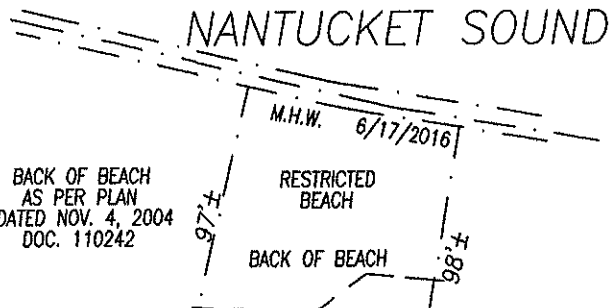 NANTUCKET SOUND
M.H.W. 6/17/2016
BACK OF BEACH
AS PER PLAN
DATED NOV. 4, 2004
DOC. 110242
RESTRICTED
BEACH
97'±
98'±
BACK OF BEACH